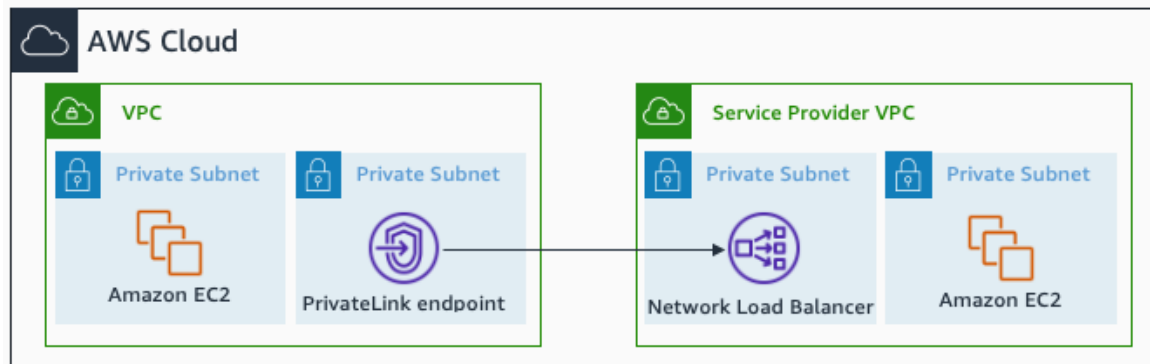 AWS Cloud
VPC
Private Subnet
Amazon EC2
Private Subnet
PrivateLink endpoint
Service Provider VPC
Private Subnet
Network Load Balancer
Private Subnet
Amazon EC2